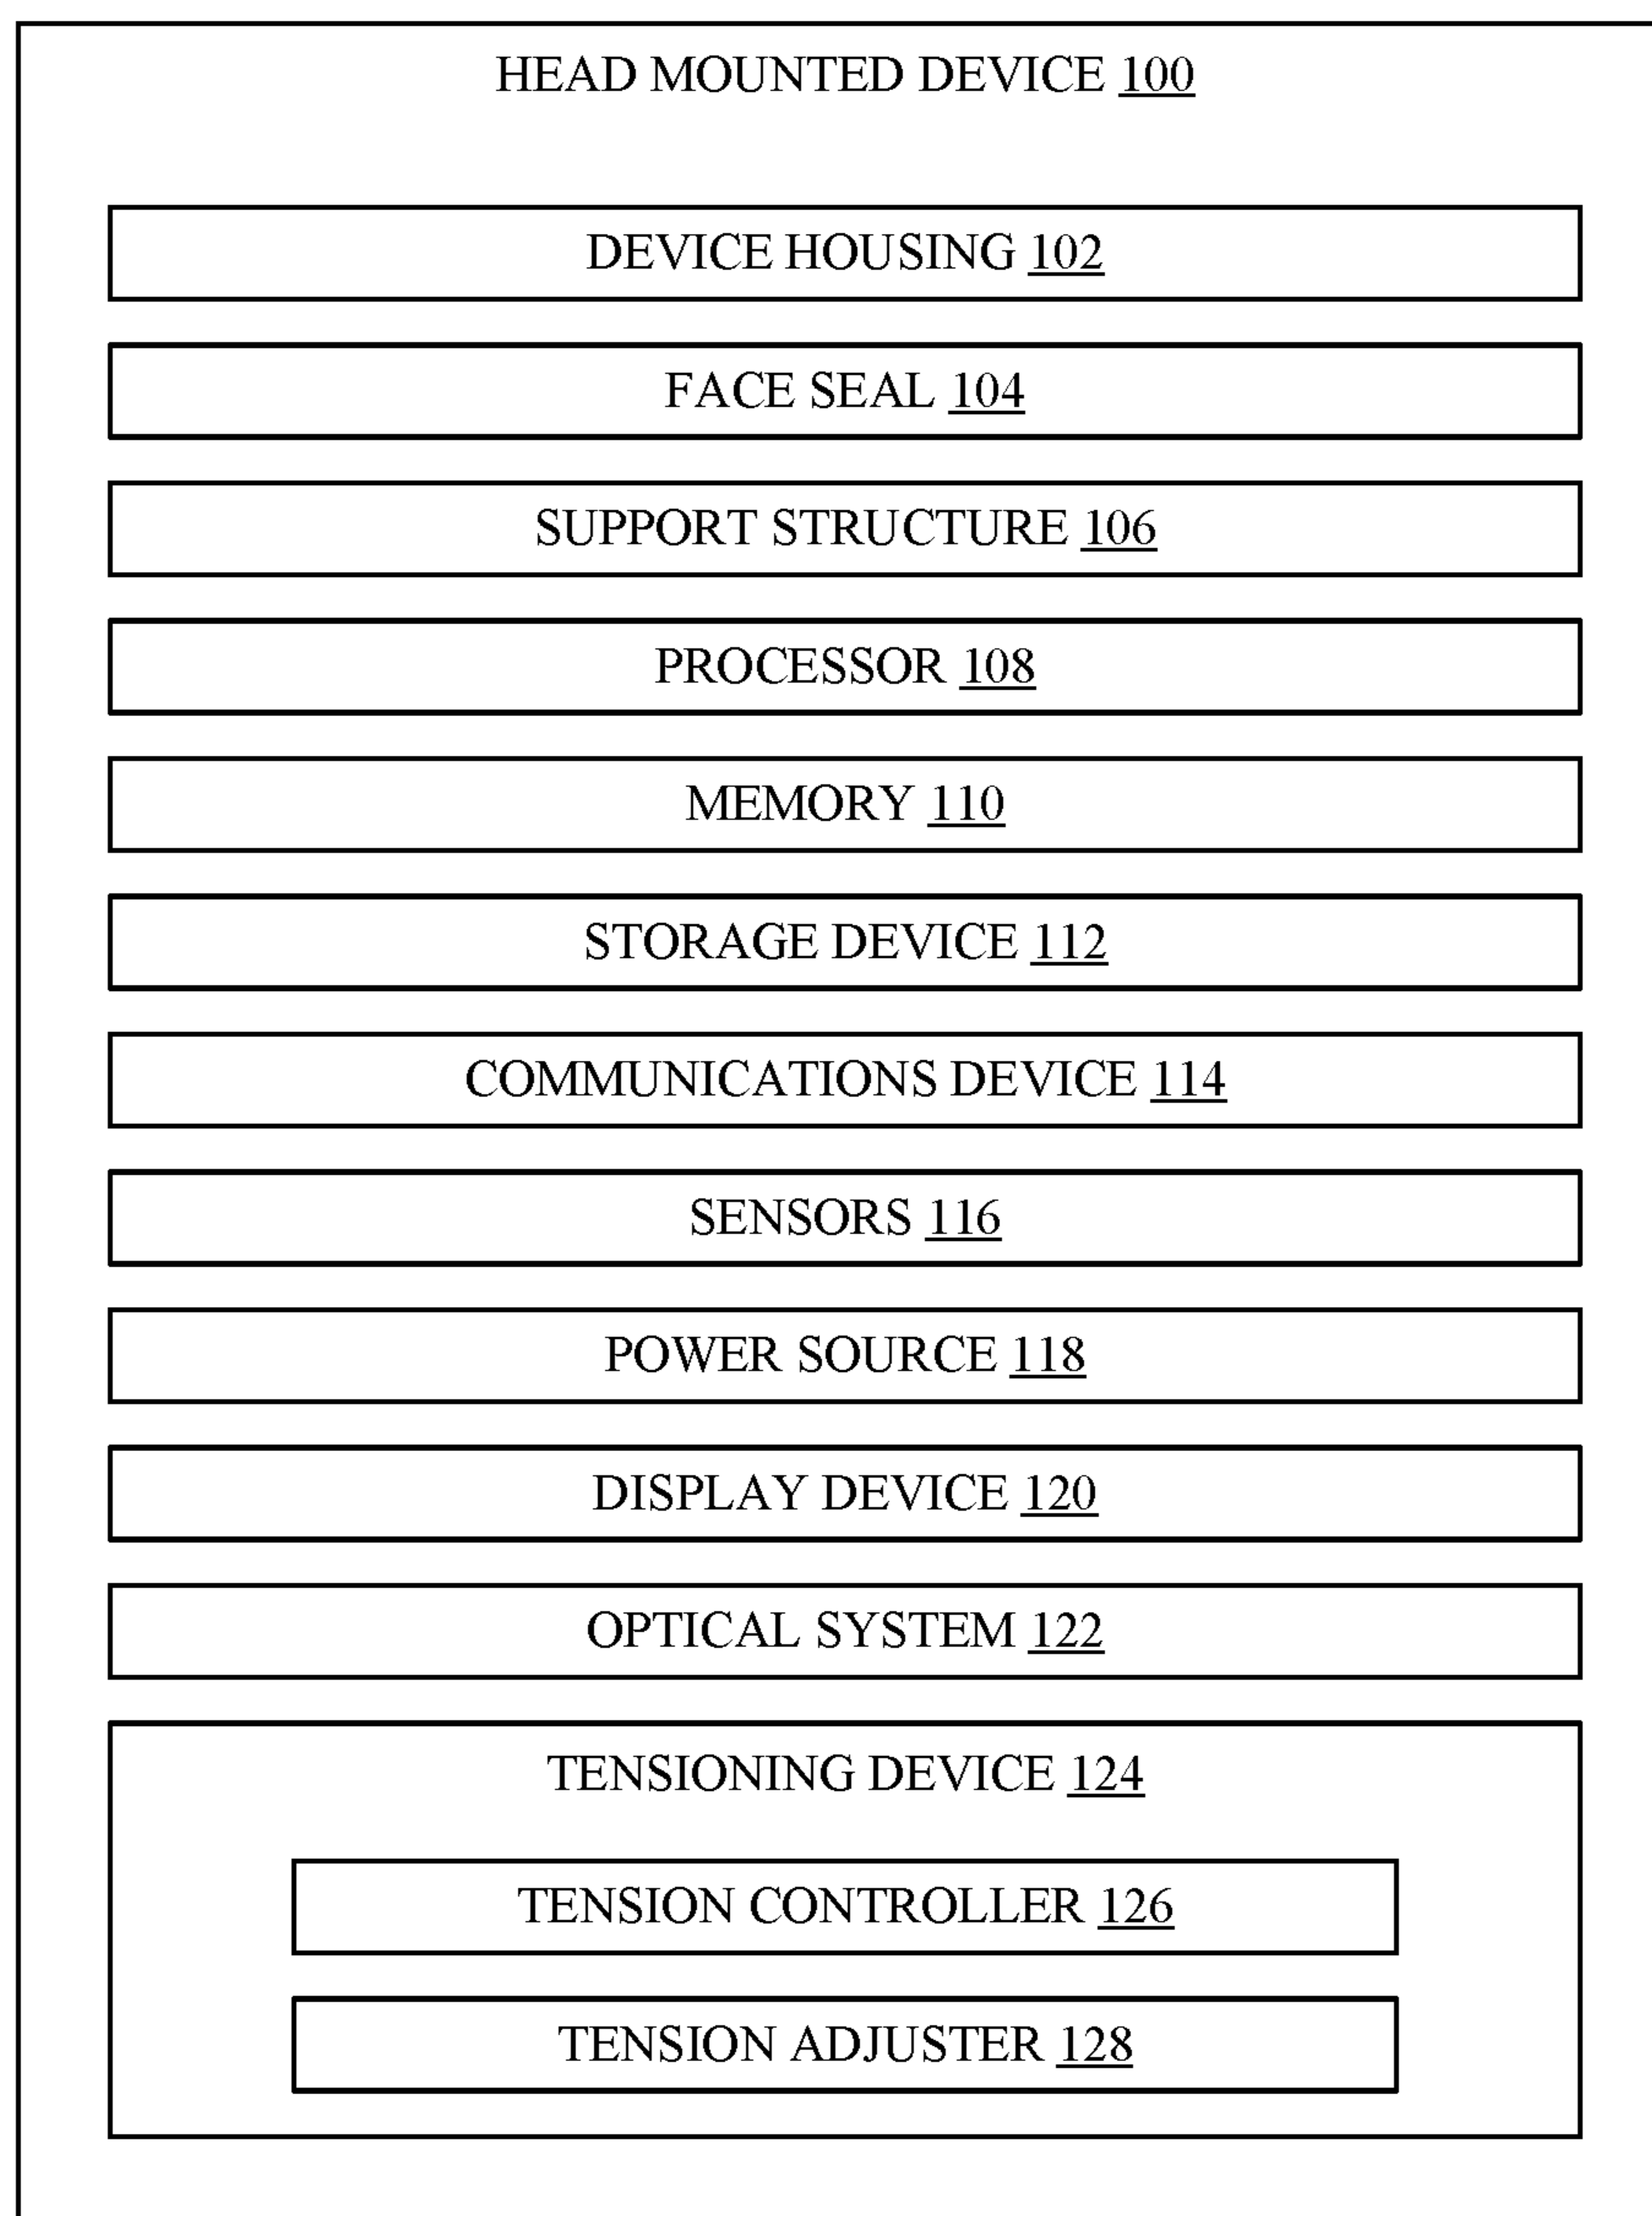 HEAD MOUNTED DEVICE 100
DEVICE HOUSING 102
FACE SEAL 104
SUPPORT STRUCTURE 106
PROCESSOR 108
MEMORY 110
STORAGE DEVICE 112
COMMUNICATIONS DEVICE 114
SENSORS 116
POWER SOURCE 118
DISPLAY DEVICE 120
OPTICAL SYSTEM 122
TENSIONING DEVICE 124
TENSION CONTROLLER 126
TENSION ADJUSTER 128